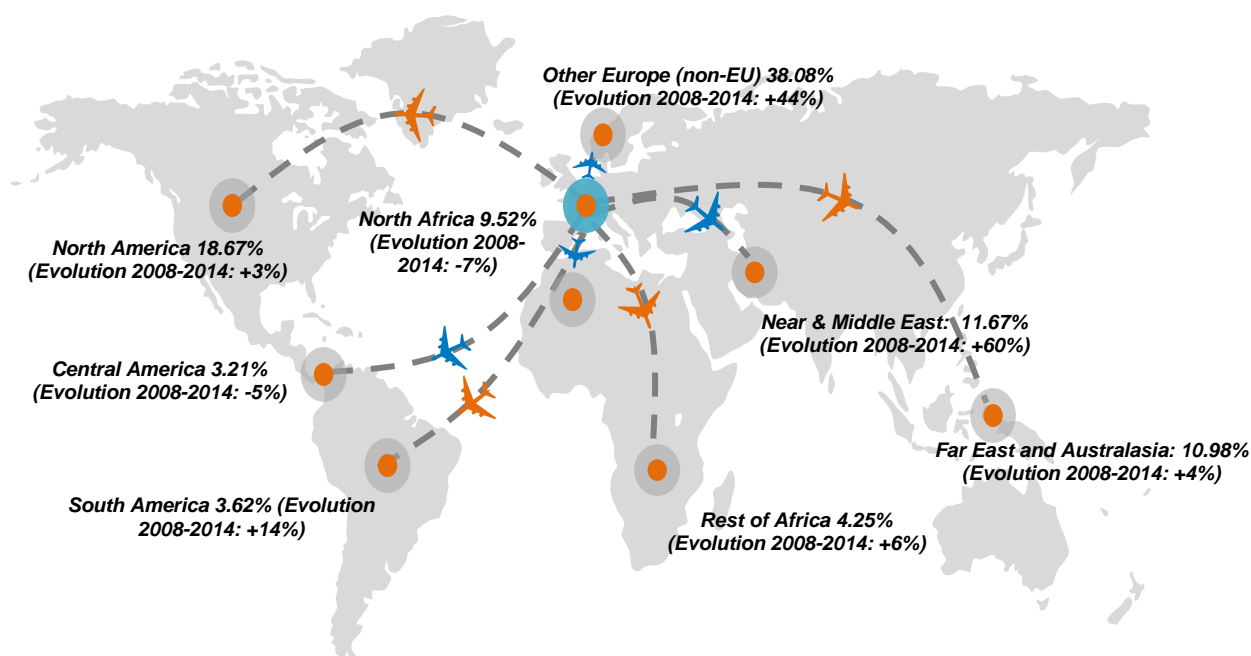 Other Europe (non-EU) 38.08%
(Evolution 2008-2014: +44%)
North Africa 9.52%
(Evolution 2008-
2014: -7%)
North America 18.67%
(Evolution 2008-2014: +3%)
Near & Middle East: 11.67%
(Evolution 2008-2014: +60%)
Central America 3.21%
(Evolution 2008-2014: -5%)
Far East and Australasia: 10.98%
(Evolution 2008-2014: +4%)
South America 3.62% (Evolution
2008-2014: +14%)
Rest of Africa 4.25%
(Evolution 2008-2014: +6%)